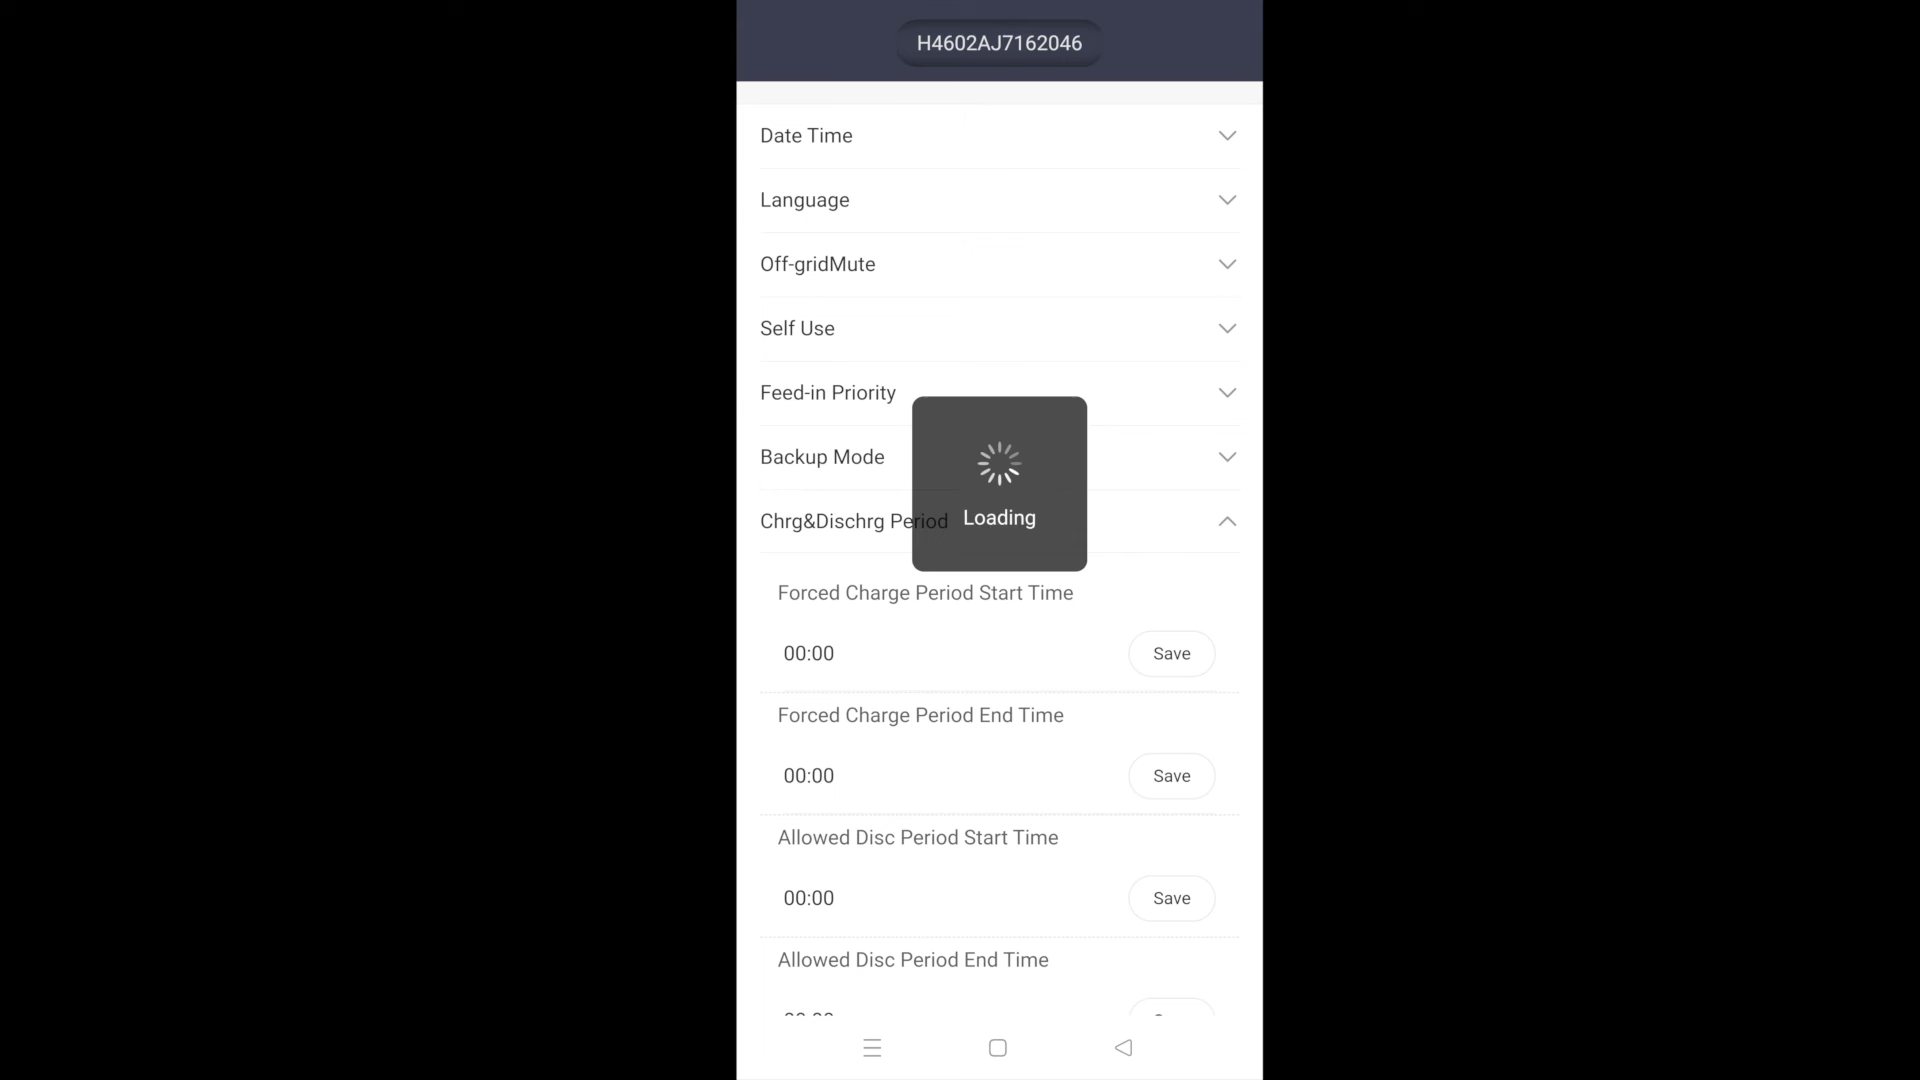 H4602AJ7162046
Date Time
Language
Off-gridMute
Self Use
Feed-in Priority
Backup Mode
Chrg&Dischrg Period
Loading
Forced Charge Period Start Time
00:00
Save
Forced Charge Period End Time
00:00
Save
Allowed Disc Period Start Time
00:00
Save
Allowed Disc Period End Time